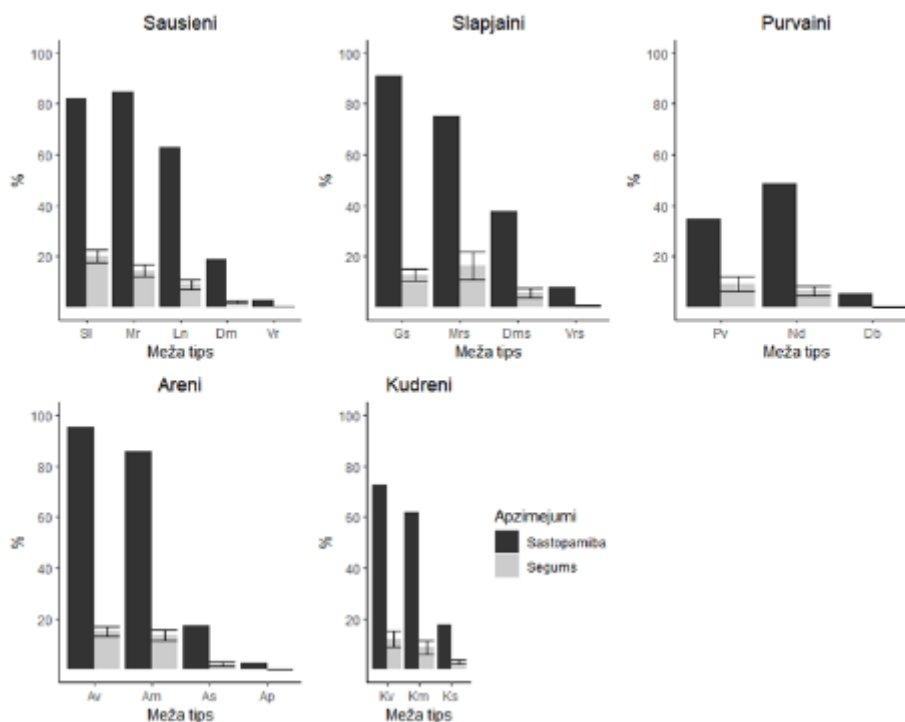 Sausieni
100
80
60
40
20
%
Sl Mr Ln Dm Vr
Meža tips
Slapjaini
100
80
60
40
20
%
Gs Mrs Dms Vrs
Meža tips
Purvaini
100
80
60
40
20
%
Pv Nd Db
Meža tips
Areni
100
80
60
40
20
%
Av Am As Ap
Meža tips
Kudreni
100
80
60
40
20
%
Kv Km Ks
Meža tips
Apzimejumi
Sastopamiba
Segums